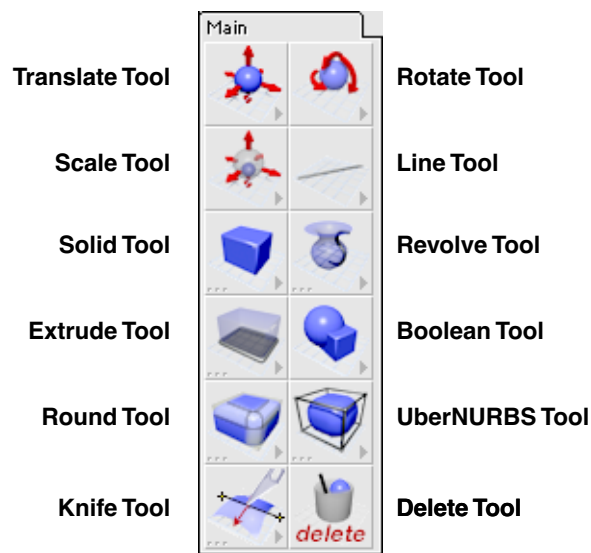 Main
Translate Tool
Rotate Tool
Scale Tool
Line Tool
Solid Tool
Revolve Tool
Extrude Tool
Boolean Tool
Round Tool
UberNURBS Tool
Knife Tool
delete
Delete Tool